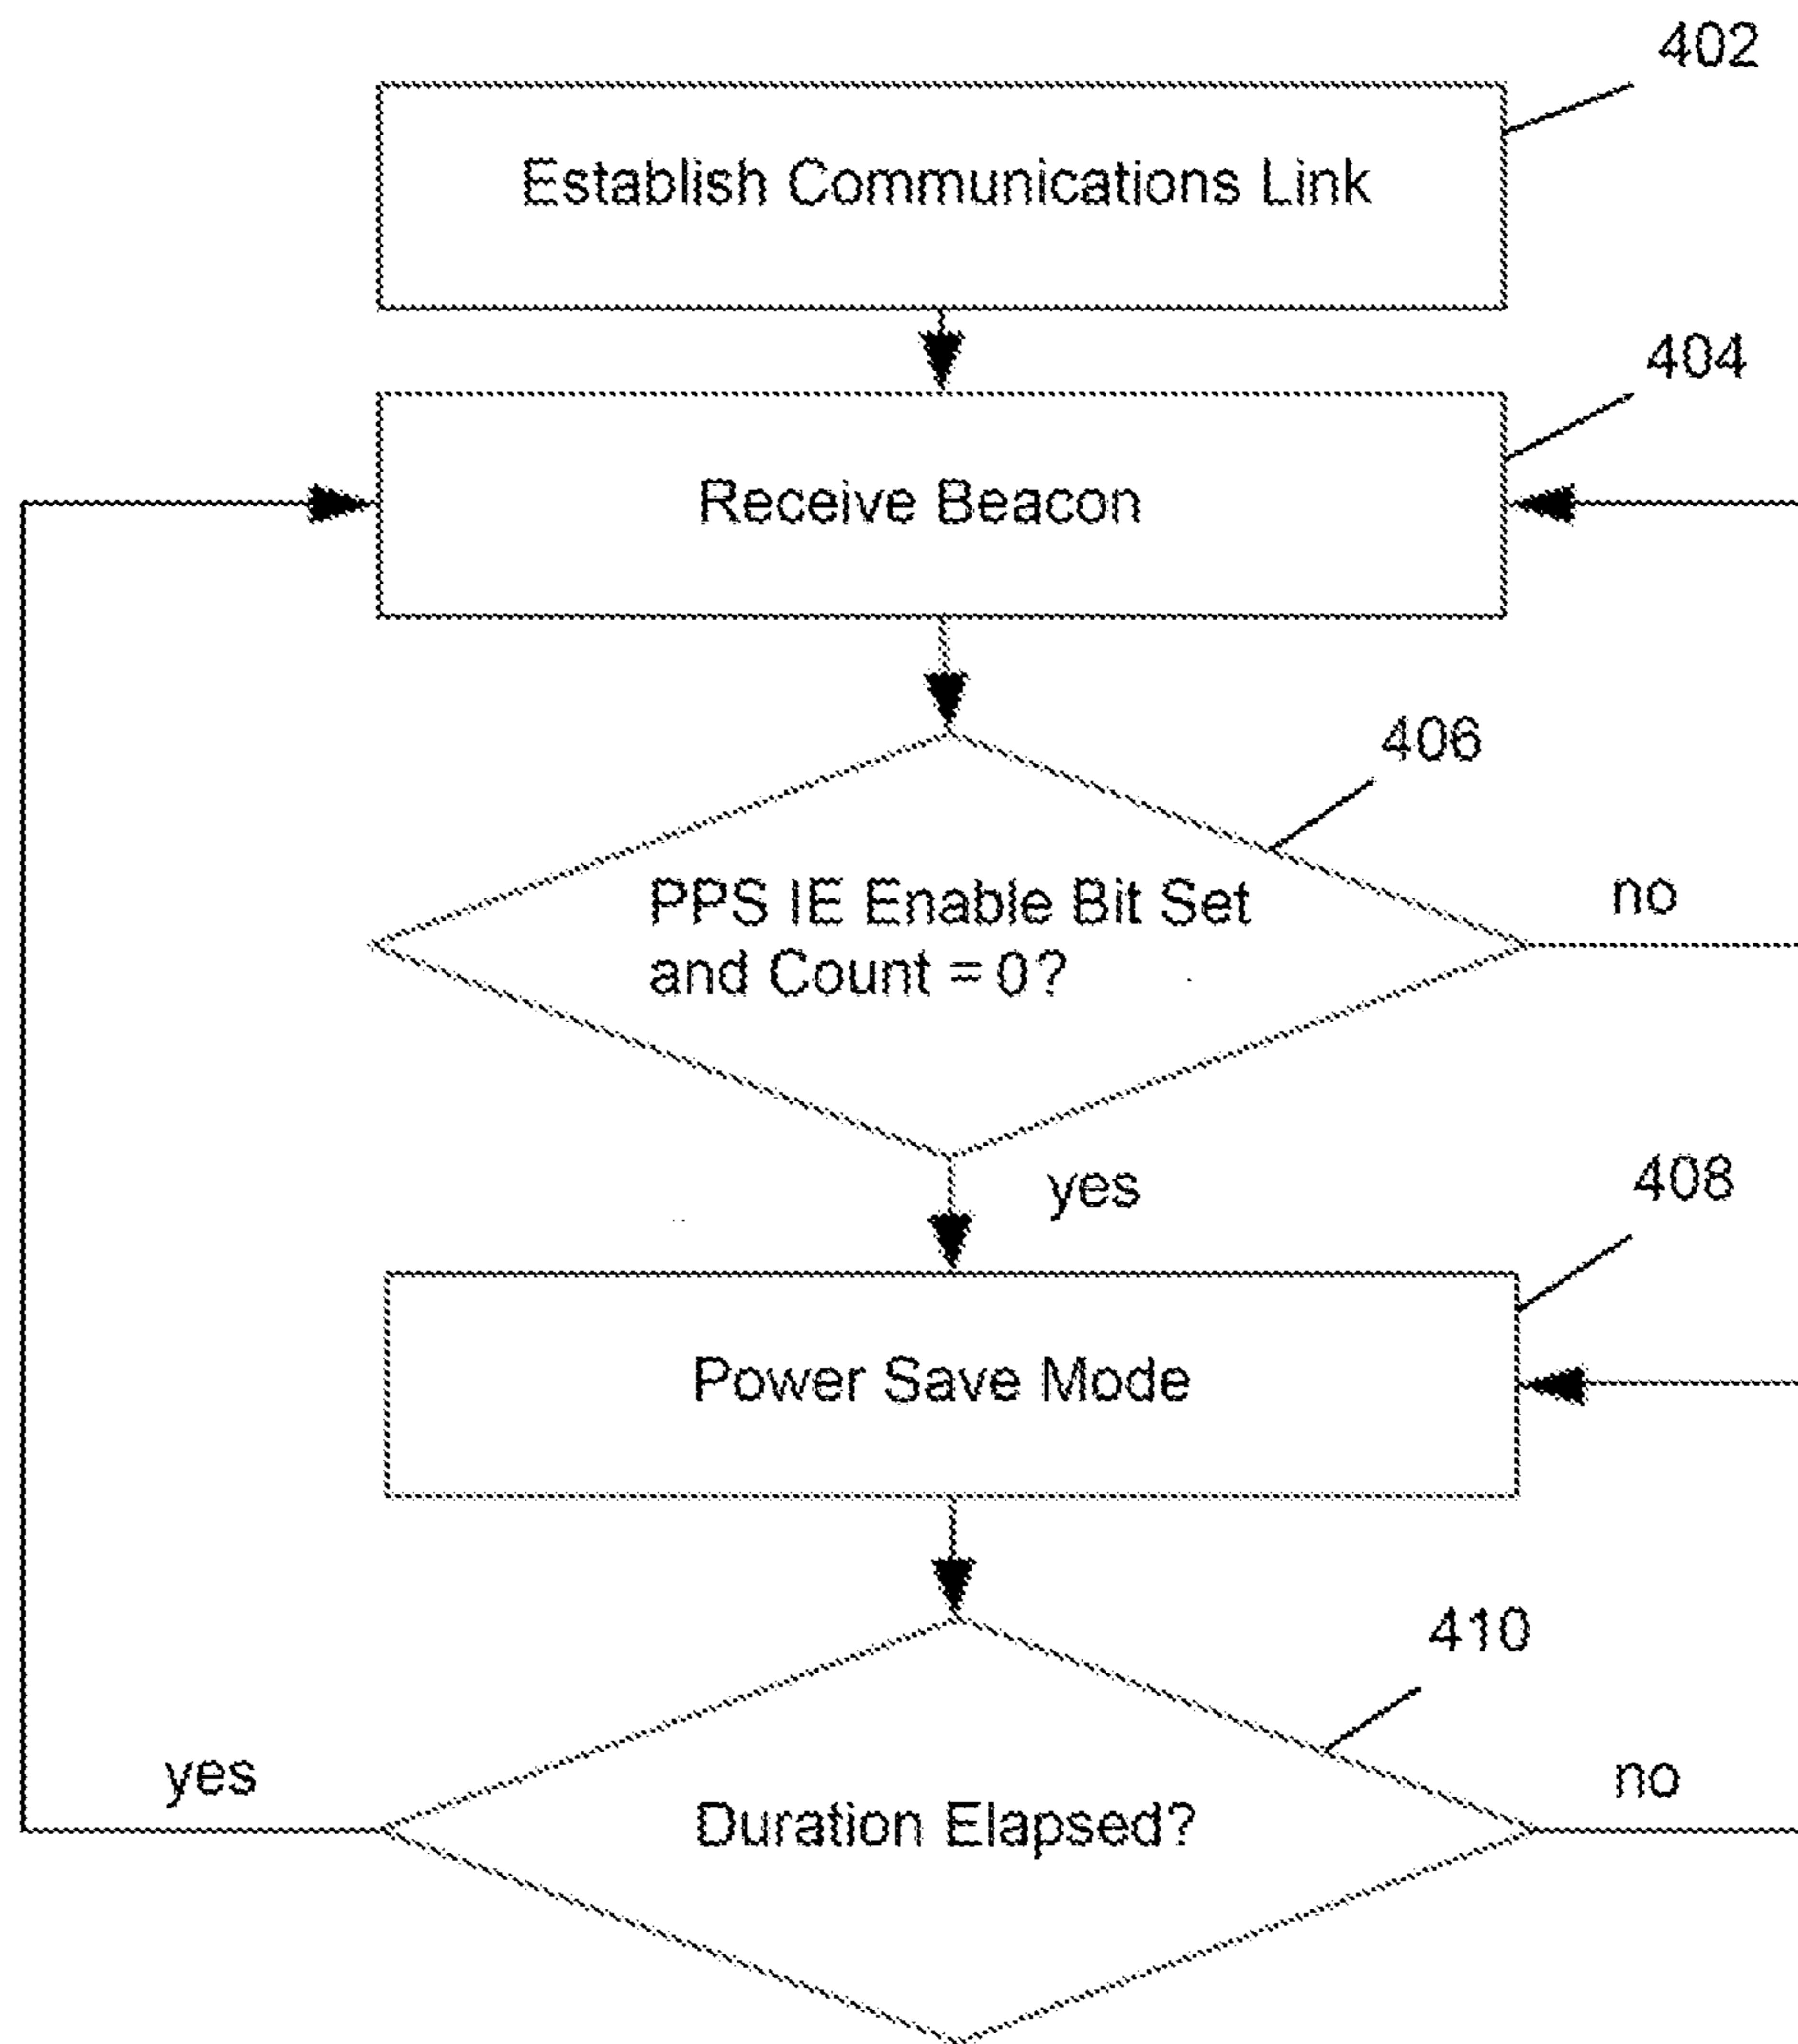 402
Establish Communications Link
404
Receive Beacon
406
PPS IE Enable Bit Set
and Count = 0?
no
yes
408
Power Save Mode
410
yes
Duration Elapsed?
no